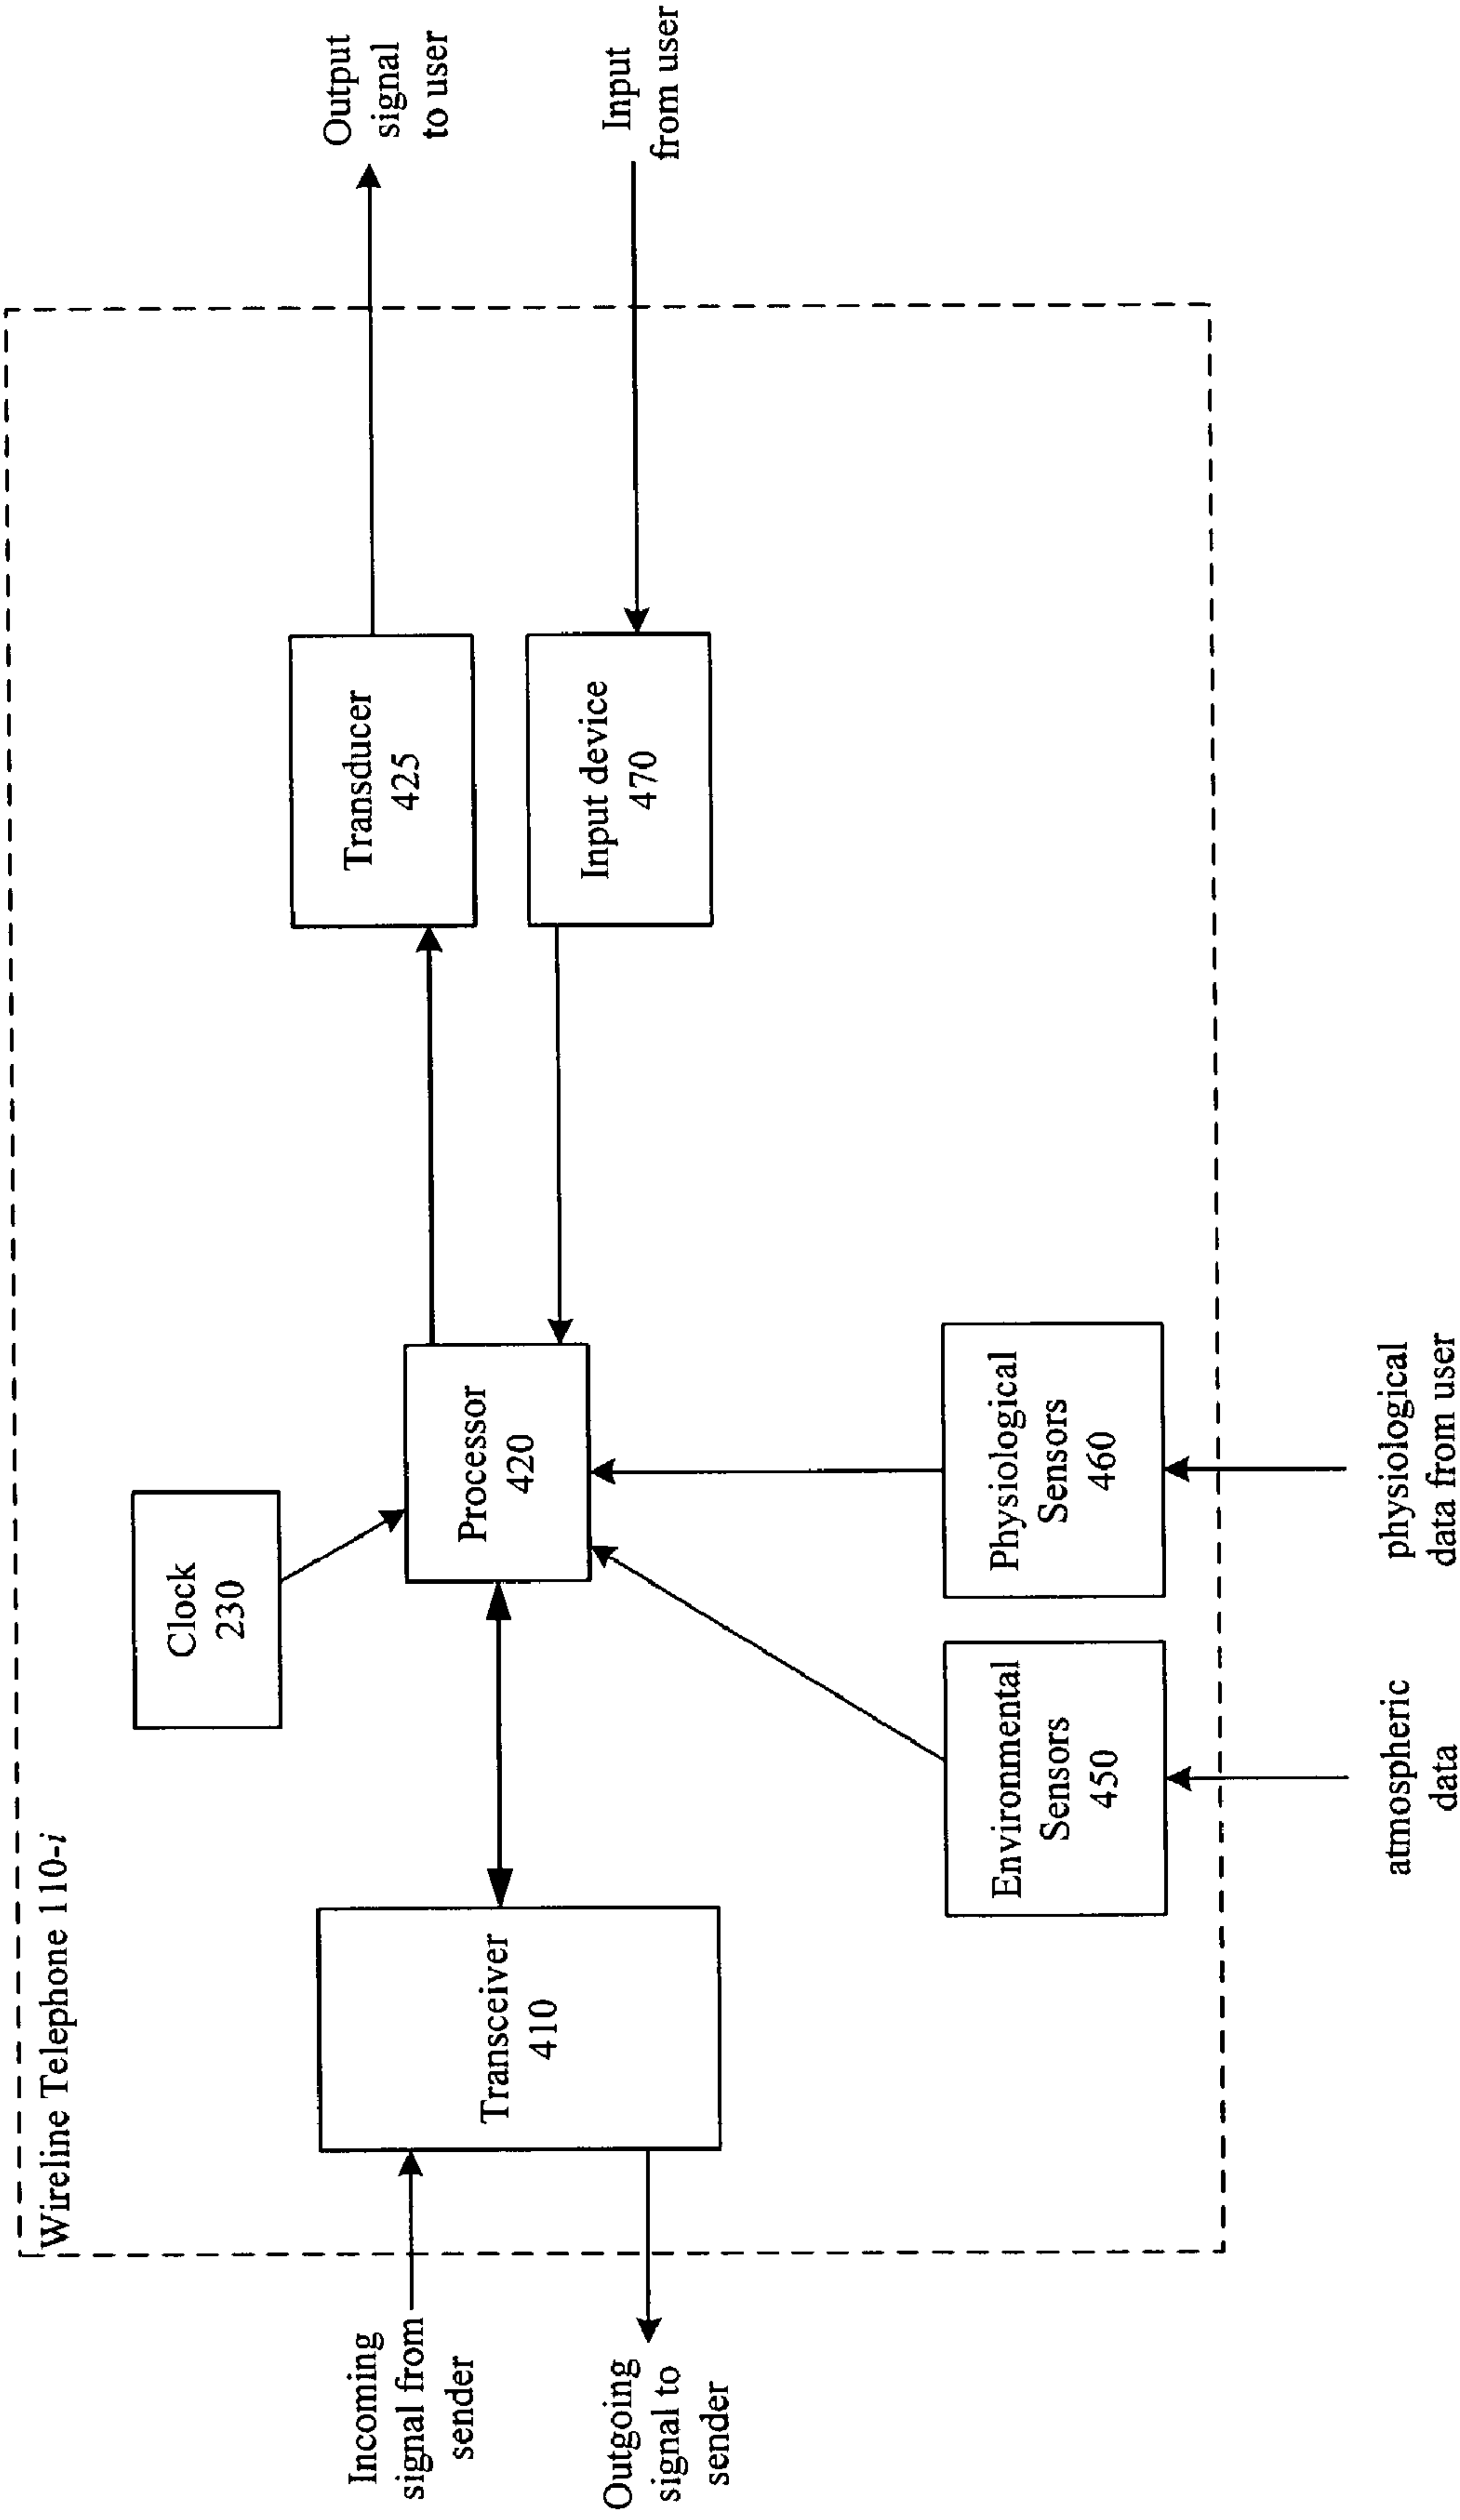 Wireline Telephone 110-i
Clock
230
Incoming
signal from
sender
Outgoing
signal to
sender
Transceiver
410
Processor
420
Transducer
425
Input device
470
Output
signal
to user
Input
from user
Environmental
Sensors
450
Physiological
Sensors
460
atmospheric
data
physiological
data from user